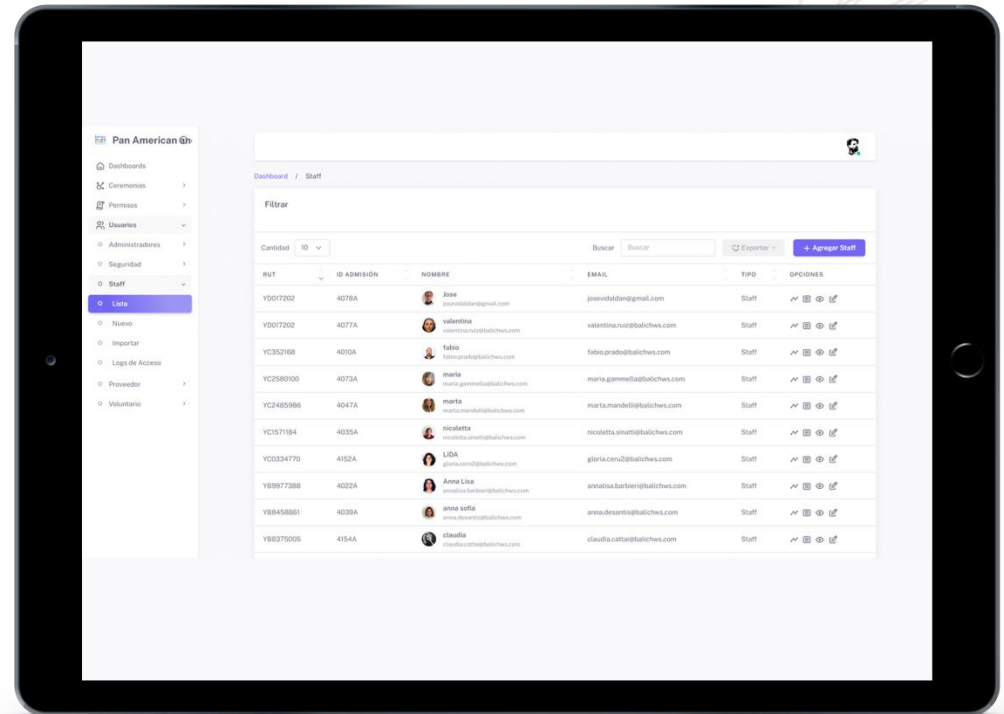 Pan American
Dashboards
Ceremonias
Permisos
Usuarios
Administradores
Seguridad
Staff
Lista
Nuevo
Importar
Logs de Acceso
Proveedor
Voluntario
Dashboard / Staff
Filtrar
Cantidad 10 Buscar Buscar Exportar + Agregar Staff
RUT ID ADMISIÓN NOMBRE EMAIL TIPO OPCIONES
YD017202 4078A Jose josevidaldan@gmail.com Staff
josevidaldan@gmail.com
YD017202 4077A valentina valentina.ruiz@balichws.com Staff
valentina.ruiz@balichws.com
YC352168 4010A fabio fabio.prado@balichws.com Staff
fabio.prado@balichws.com
YC2580100 4073A maria maria.gammella@balichws.com Staff
maria.gammella@balichws.com
YC2485986 4047A marta marta.mandelli@balichws.com Staff
marta.mandelli@balichws.com
YC1571184 4035A nicoletta nicoletta.sinatti@balichws.com Staff
nicoletta.sinatti@balichws.com
YC0334770 4152A LIDA gloria.ceru2@balichws.com Staff
gloria.ceru2@balichws.com
YB9977388 4022A Anna Lisa annalisa.barbieri@balichws.com Staff
annalisa.barbieri@balichws.com
YB8458861 4039A anna sofia anna.desantis@balichws.com Staff
anna.desantis@balichws.com
YB8375005 4154A claudia claudia.cattai@balichws.com Staff
claudia.cattai@balichws.com